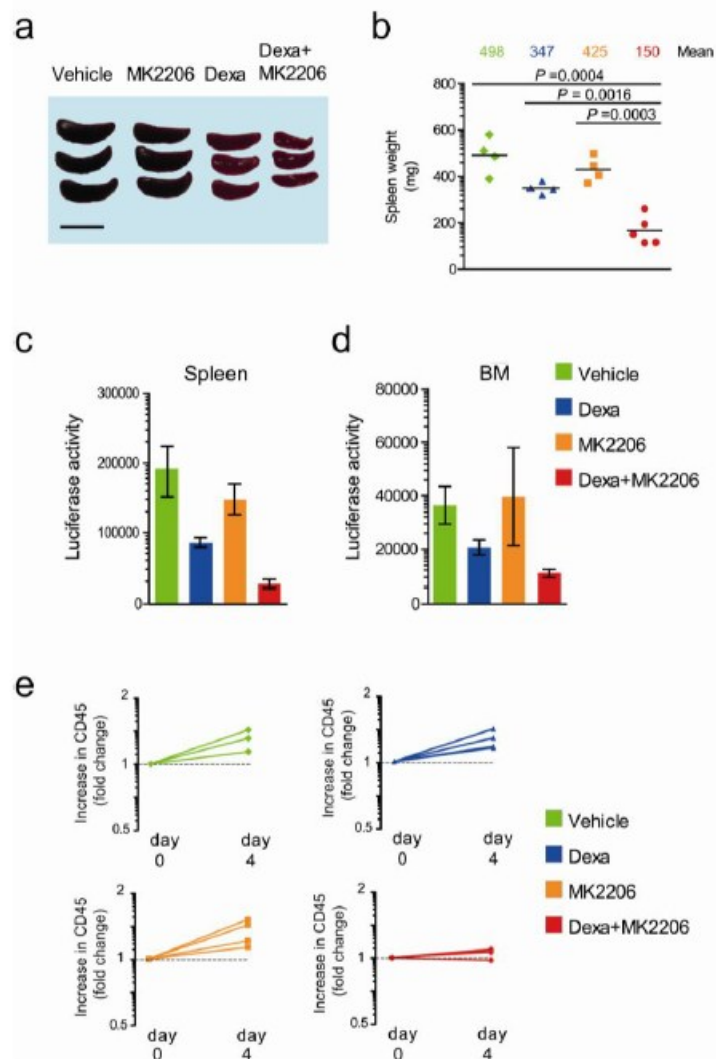 a
Vehicle MK2206 Dexa Dexa+
MK2206
b
498 347 425 150 Mean
P =0.0004
P = 0.0016
P =0.0003
Spleen weight
(mg)
800
600
400
200
0
c
Spleen
Luciferase activity
300000
200000
100000
0
d
BM
Luciferase activity
80000
60000
40000
20000
0
Vehicle
Dexa
MK2206
Dexa+MK2206
e
Increase in CD45
(fold change)
2
1
0.5
day day
0 4
Increase in CD45
(fold change)
2
1
0.5
day day
0 4
Increase in CD45
(fold change)
2
1
0.5
day day
0 4
Increase in CD45
(fold change)
2
1
0.5
day day
0 4
Vehicle
Dexa
MK2206
Dexa+MK2206